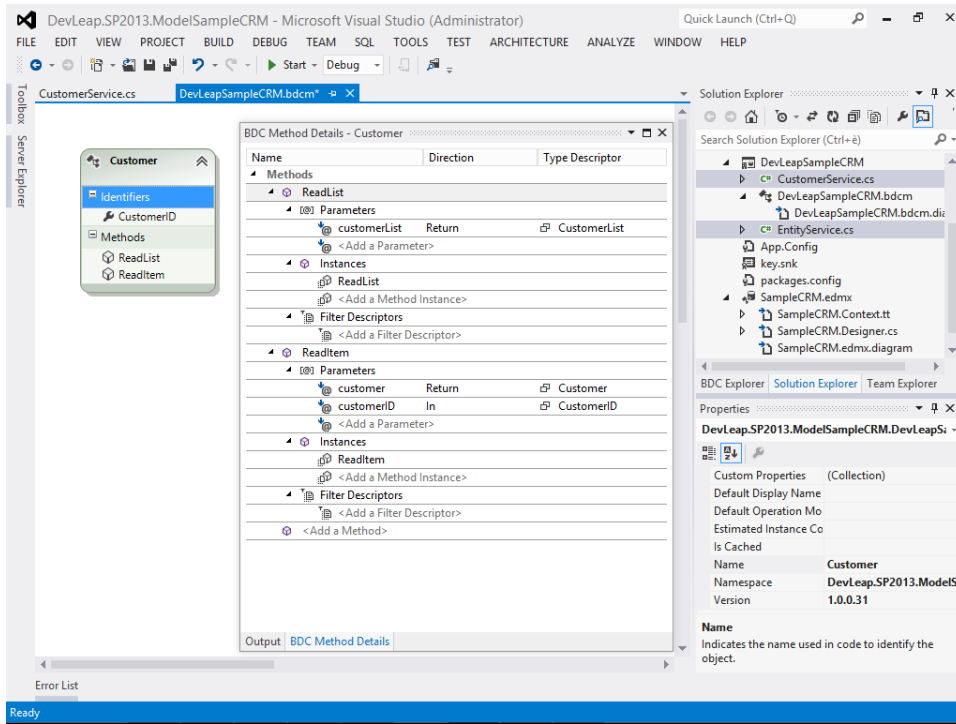 DevLeap.SP2013.ModelSampleCRM - Microsoft Visual Studio (Administrator)
Quick Launch (Ctrl+Q)
FILE EDIT VIEW PROJECT BUILD DEBUG TEAM SQL TOOLS TEST ARCHITECTURE ANALYZE WINDOW HELP
Start Debug
Toolbox
Server Explorer
CustomerService.cs DevLeapSampleCRM.bdcm*
Customer
Identifiers
CustomerID
Methods
ReadList
ReadItem
BDC Method Details - Customer
Name Direction Type Descriptor
Methods
ReadList
Parameters
customerList Return CustomerList
<Add a Parameter>
Instances
ReadList
<Add a Method Instance>
Filter Descriptors
<Add a Filter Descriptor>
ReadItem
Parameters
customer Return Customer
customerID In CustomerID
<Add a Parameter>
Instances
ReadItem
<Add a Method Instance>
Filter Descriptors
<Add a Filter Descriptor>
<Add a Method>
Output BDC Method Details
Error List
Ready
Solution Explorer
Search Solution Explorer (Ctrl+è)
DevLeapSampleCRM
C# CustomerService.cs
DevLeapSampleCRM.bdcm
DevLeapSampleCRM.bdcm.dia
C# EntityService.cs
App.Config
key.snk
packages.config
SampleCRM.edmx
SampleCRM.Context.tt
SampleCRM.Designer.cs
SampleCRM.edmx.diagram
BDC Explorer Solution Explorer Team Explorer
Properties
DevLeap.SP2013.ModelSampleCRM.DevLeapSa
Custom Properties (Collection)
Default Display Name
Default Operation Mo
Estimated Instance Co
Is Cached
Name Customer
Namespace DevLeap.SP2013.ModelS
Version 1.0.0.31
Name
Indicates the name used in code to identify the
object.